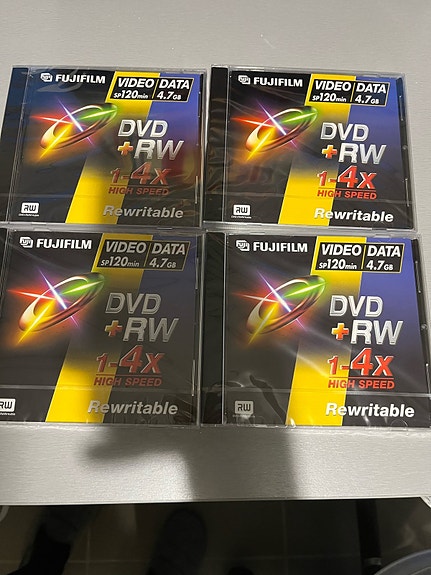 FUJIFILM
VIDEO DATA
SP120min 4.7GB
DVD
+RW
1-4x
HIGH SPEED
RW
Rewritable
FUJIFILM
VIDEO DATA
SP120min 4.7GB
DVD
+RW
1-4x
HIGH SPEED
RW
Rewritable
FUJIFILM
VIDEO DATA
SP120min 4.7GB
DVD
+RW
1-4x
HIGH SPEED
RW
Rewritable
FUJIFILM
VIDEO DATA
SP120min 4.7GB
DVD
+RW
1-4x
HIGH SPEED
RW
Rewritable